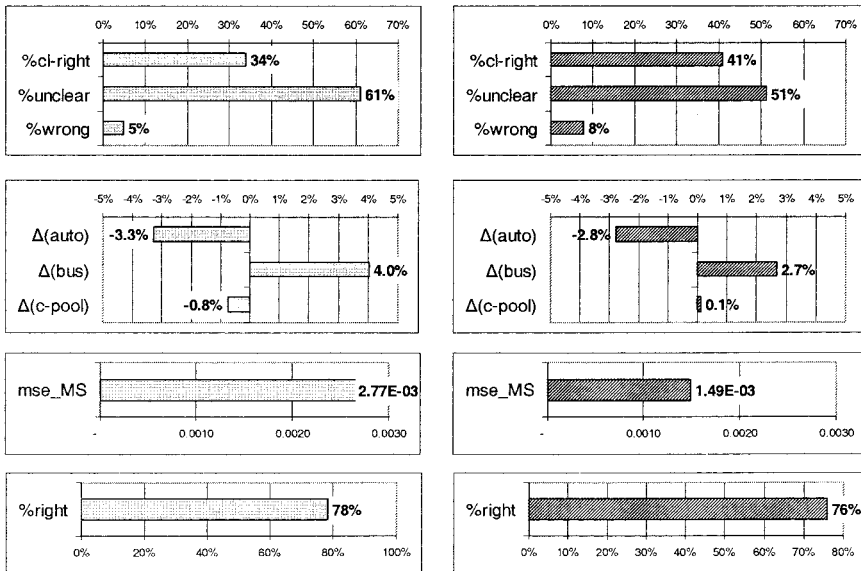 0% 10% 20% 30% 40% 50% 60% 70%
%cl-right 34%
%unclear 61%
%wrong 5%
0% 10% 20% 30% 40% 50% 60% 70%
%cl-right 41%
%unclear 51%
%wrong 8%
-5% -4% -3% -2% -1% 0% 1% 2% 3% 4% 5%
Δ(auto) -3.3%
Δ(bus) 4.0%
Δ(c-pool) -0.8%
-5% -4% -3% -2% -1% 0% 1% 2% 3% 4% 5%
Δ(auto) -2.8%
Δ(bus) 2.7%
Δ(c-pool) 0.1%
mse_MS 2.77E-03
- 0.0010 0.0020 0.0030
mse_MS 1.49E-03
- 0.0010 0.0020 0.0030
%right 78%
0% 20% 40% 60% 80% 100%
%right 76%
0% 10% 20% 30% 40% 50% 60% 70% 80%